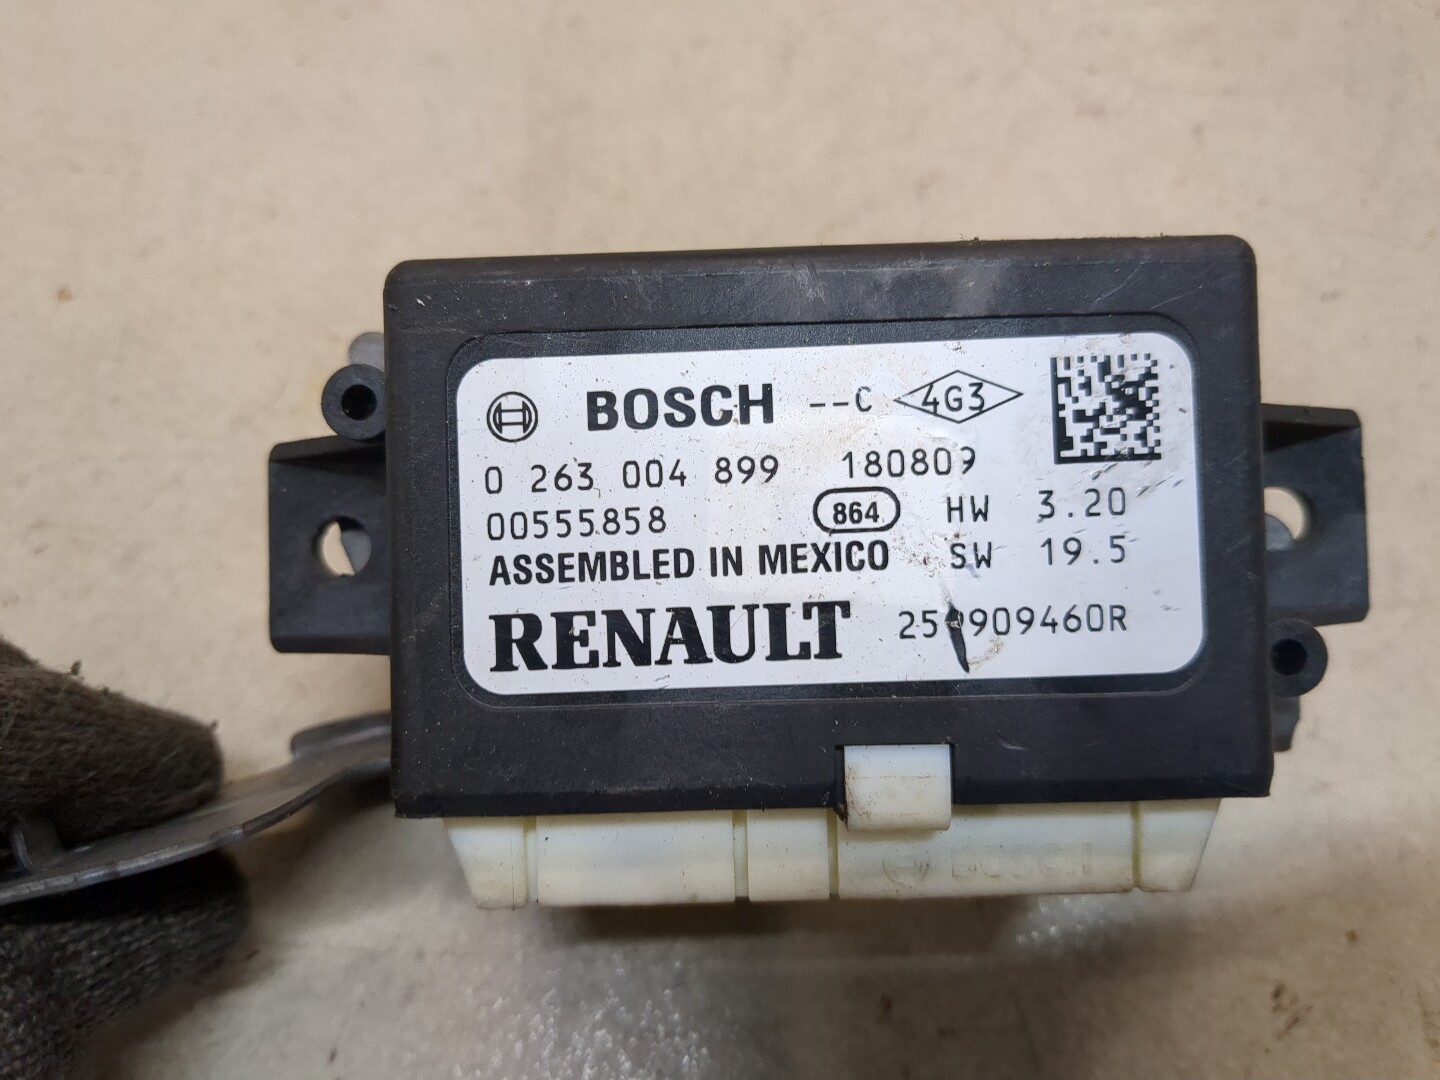 BOSCH --C 4G3
0 263 004 899 180809
00555858 864 HW 3.20
ASSEMBLED IN MEXICO SW 19.5
RENAULT
BOSCH